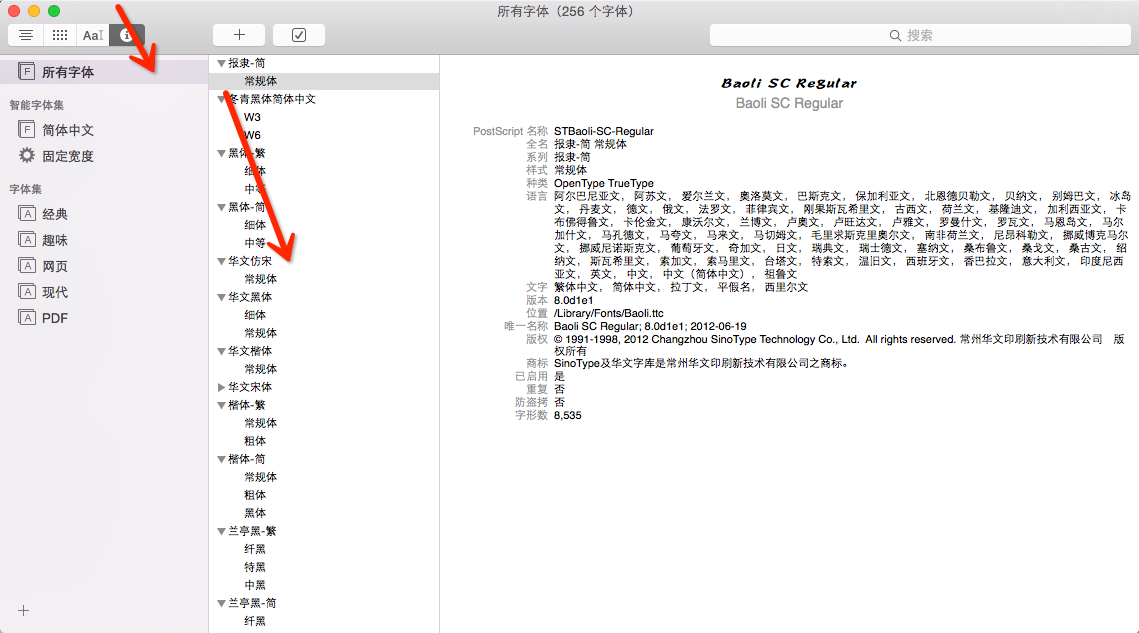 所有字体（256 个字体）
Aa
搜索
所有字体
智能字体集
简体中文
固定宽度
字体集
经典
趣味
网页
现代
PDF
报隶-简
常规体
冬青黑体简体中文
W3
W6
黑体-繁
细体
中等
黑体-简
细体
中等
华文仿宋
常规体
华文黑体
细体
常规体
华文楷体
常规体
华文宋体
楷体-繁
常规体
粗体
楷体-简
常规体
粗体
黑体
兰亭黑-繁
纤黑
特黑
中黑
兰亭黑-简
纤黑
Baoli SC Regular
Baoli SC Regular
PostScript 名称 STBaoli-SC-Regular
全名 报隶-简 常规体
系列 报隶-简
样式 常规体
种类 OpenType TrueType
语言 阿尔巴尼亚文， 阿苏文， 爱尔兰文， 奥洛莫文， 巴斯克文， 保加利亚文， 北恩德贝勒文， 贝纳文， 别姆巴文， 冰岛
文， 丹麦文， 德文， 俄文， 法罗文， 菲律宾文， 刚果斯瓦希里文， 古西文， 荷兰文， 基隆迪文， 加利西亚文， 卡
布佛得鲁文， 卡伦金文， 康沃尔文， 兰博文， 卢奥文， 卢旺达文， 卢雅文， 罗曼什文， 罗瓦文， 马恩岛文， 马尔
加什文， 马孔德文， 马夸文， 马来文， 马切姆文， 毛里求斯克里奥尔文， 南非荷兰文， 尼昂科勒文， 挪威博克马尔
文， 挪威尼诺斯克文， 葡萄牙文， 奇加文， 日文， 瑞典文， 瑞士德文， 塞纳文， 桑布鲁文， 桑戈文， 桑古文， 绍
纳文， 斯瓦希里文， 索加文， 索马里文， 台塔文， 特索文， 温旧文， 西班牙文， 香巴拉文， 意大利文， 印度尼西
亚文， 英文， 中文， 中文（简体中文）， 祖鲁文
文字 繁体中文， 简体中文， 拉丁文， 平假名， 西里尔文
版本 8.0d1e1
位置 /Library/Fonts/Baoli.ttc
唯一名称 Baoli SC Regular; 8.0d1e1; 2012-06-19
版权 © 1991-1998, 2012 Changzhou SinoType Technology Co., Ltd. All rights reserved. 常州华文印刷新技术有限公司 版
权所有
商标 SinoType及华文字库是常州华文印刷新技术有限公司之商标。
已启用 是
重复 否
防盗拷 否
字形数 8,535